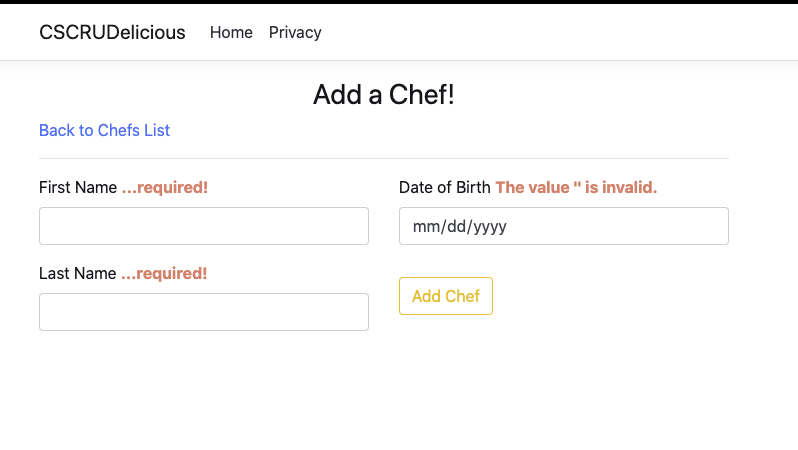 CSCRUDelicious Home Privacy
Add a Chef!
Back to Chefs List
First Name ...required!
Date of Birth The value '' is invalid.
mm/dd/yyyy
Last Name ...required!
Add Chef